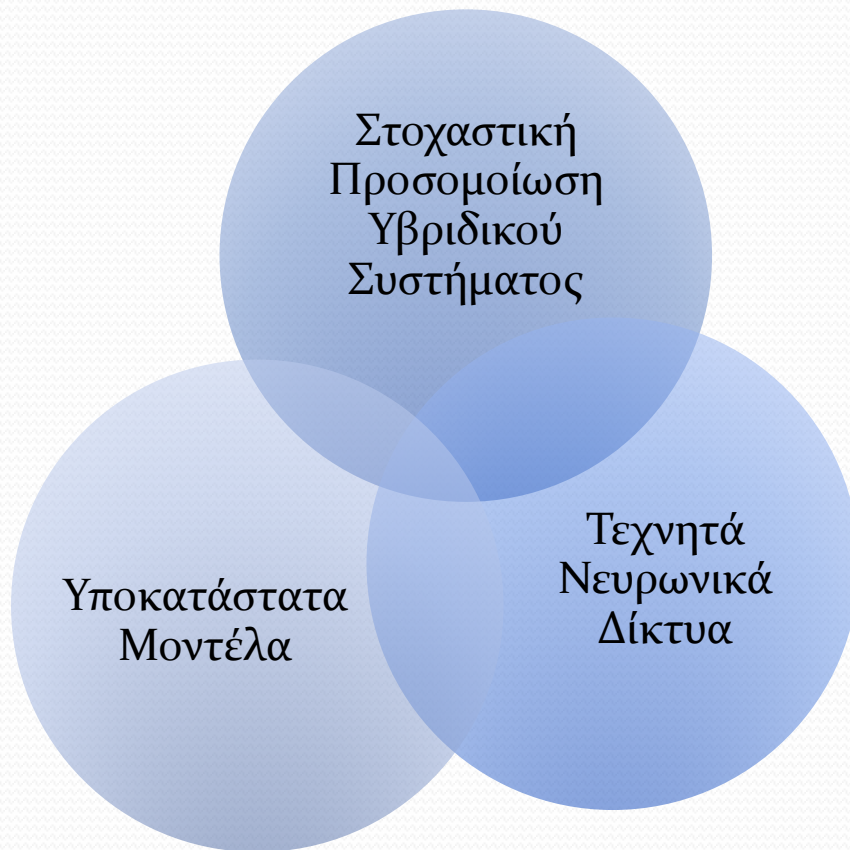 Στοχαστική
Προσομοίωση
Υβριδικού
Συστήματος
Υποκατάστατα
Μοντέλα
Τεχνητά
Νευρωνικά
Δίκτυα